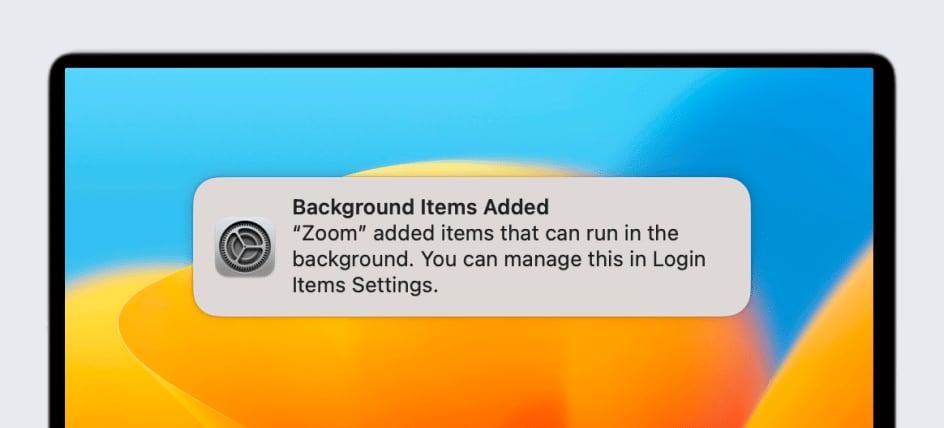 Background Items Added
“Zoom” added items that can run in the
background. You can manage this in Login
Items Settings.